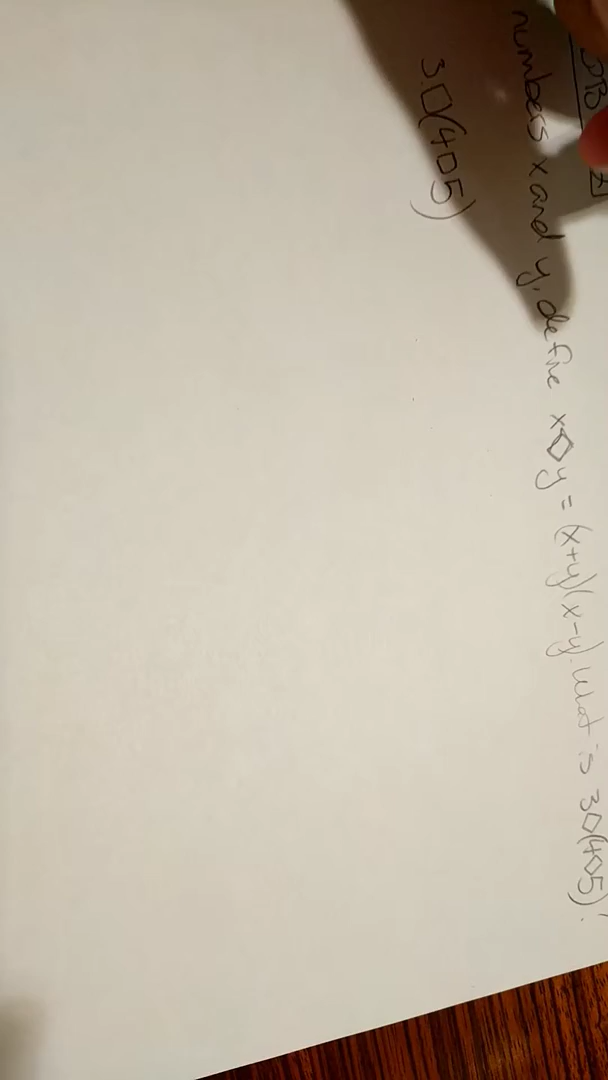 numbers x and y, define x◊y = (x+y)(x-y). What is 3◊(4◊5).
3◊(4◊5)